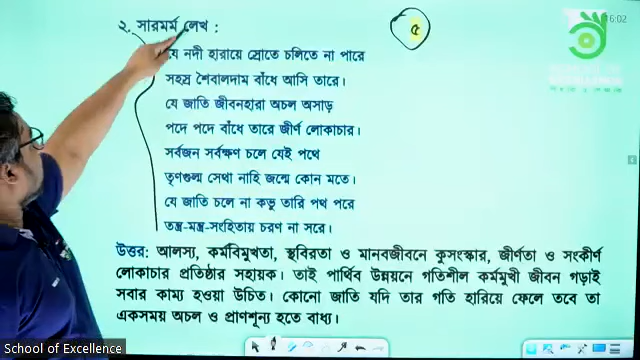 16:02
২. সারমর্ম লেখ :
৫
যে নদী হারায়ে স্রোতে চলিতে না পারে
সহস্র শৈবালদাম বাঁধে আসি তারে।
যে জাতি জীবনহারা অচল অসাড়
পদে পদে বাঁধে তারে জীর্ণ লোকাচার।
সর্বজন সর্বক্ষণ চলে যেই পথে
তৃণগুল্ম সেথা নাহি জন্মে কোন মতে।
যে জাতি চলে না কভু তারি পথ পরে
তন্ত্র-মন্ত্র-সংহিতায় চরণ না সরে।
উত্তর: আলস্য, কর্মবিমুখতা, স্থবিরতা ও মানবজীবনে কুসংস্কার, জীর্ণতা ও সংকীর্ণ
লোকাচার প্রতিষ্ঠার সহায়ক। তাই পার্থিব উন্নয়নে গতিশীল কর্মমুখী জীবন গড়াই
সবার কাম্য হওয়া উচিত। কোনো জাতি যদি তার গতি হারিয়ে ফেলে তবে তা
একসময় অচল ও প্রাণশূন্য হতে বাধ্য।
School of Excellence